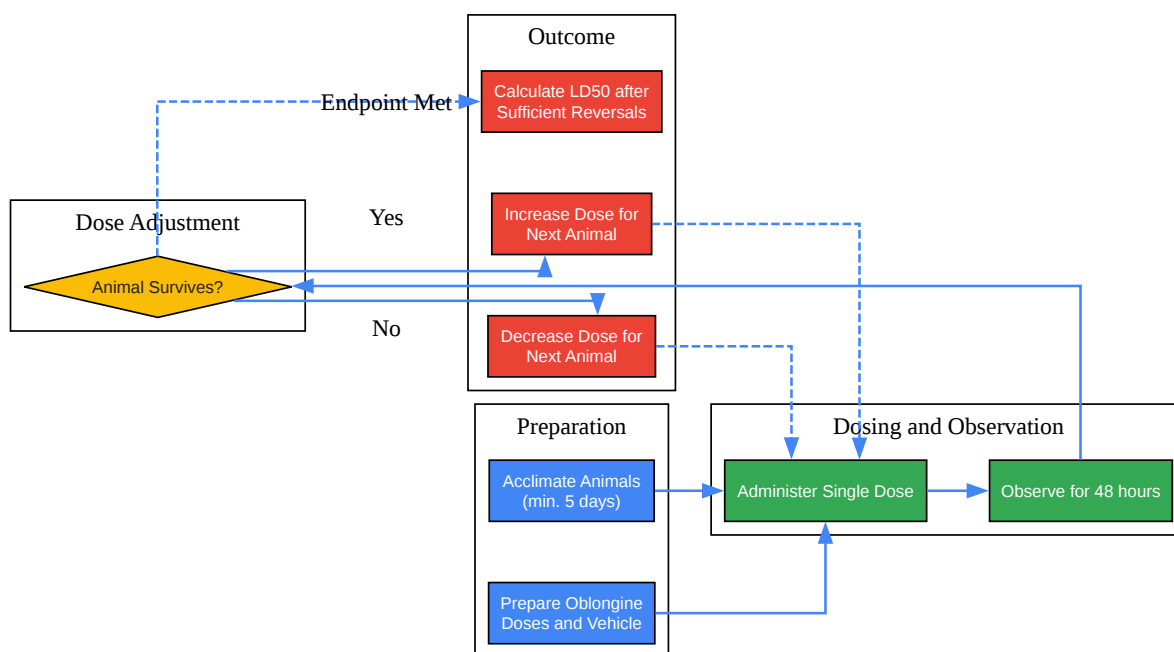 Outcome
Calculate LD50 after
Sufficient Reversals
Endpoint Met
Dose Adjustment
Yes
Increase Dose for
Next Animal
Animal Survives?
No
Decrease Dose for
Next Animal
Preparation
Dosing and Observation
Acclimate Animals
(min. 5 days)
Administer Single Dose
Observe for 48 hours
Prepare Oblongine
Doses and Vehicle